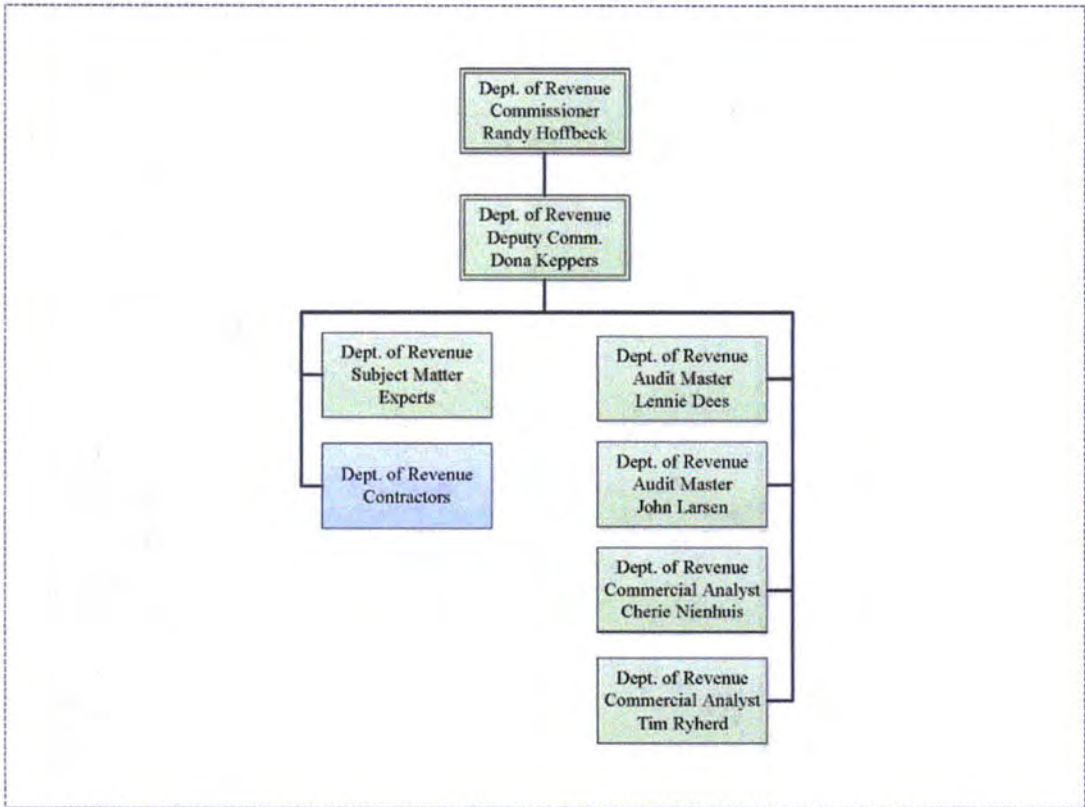 Dept. of Revenue
Commissioner
Randy Hoffbeck
Dept. of Revenue
Deputy Comm.
Dona Keppers
Dept. of Revenue
Subject Matter
Experts
Dept. of Revenue
Contractors
Dept. of Revenue
Audit Master
Lennie Dees
Dept. of Revenue
Audit Master
John Larsen
Dept. of Revenue
Commercial Analyst
Cherie Nienhuis
Dept. of Revenue
Commercial Analyst
Tim Ryherd